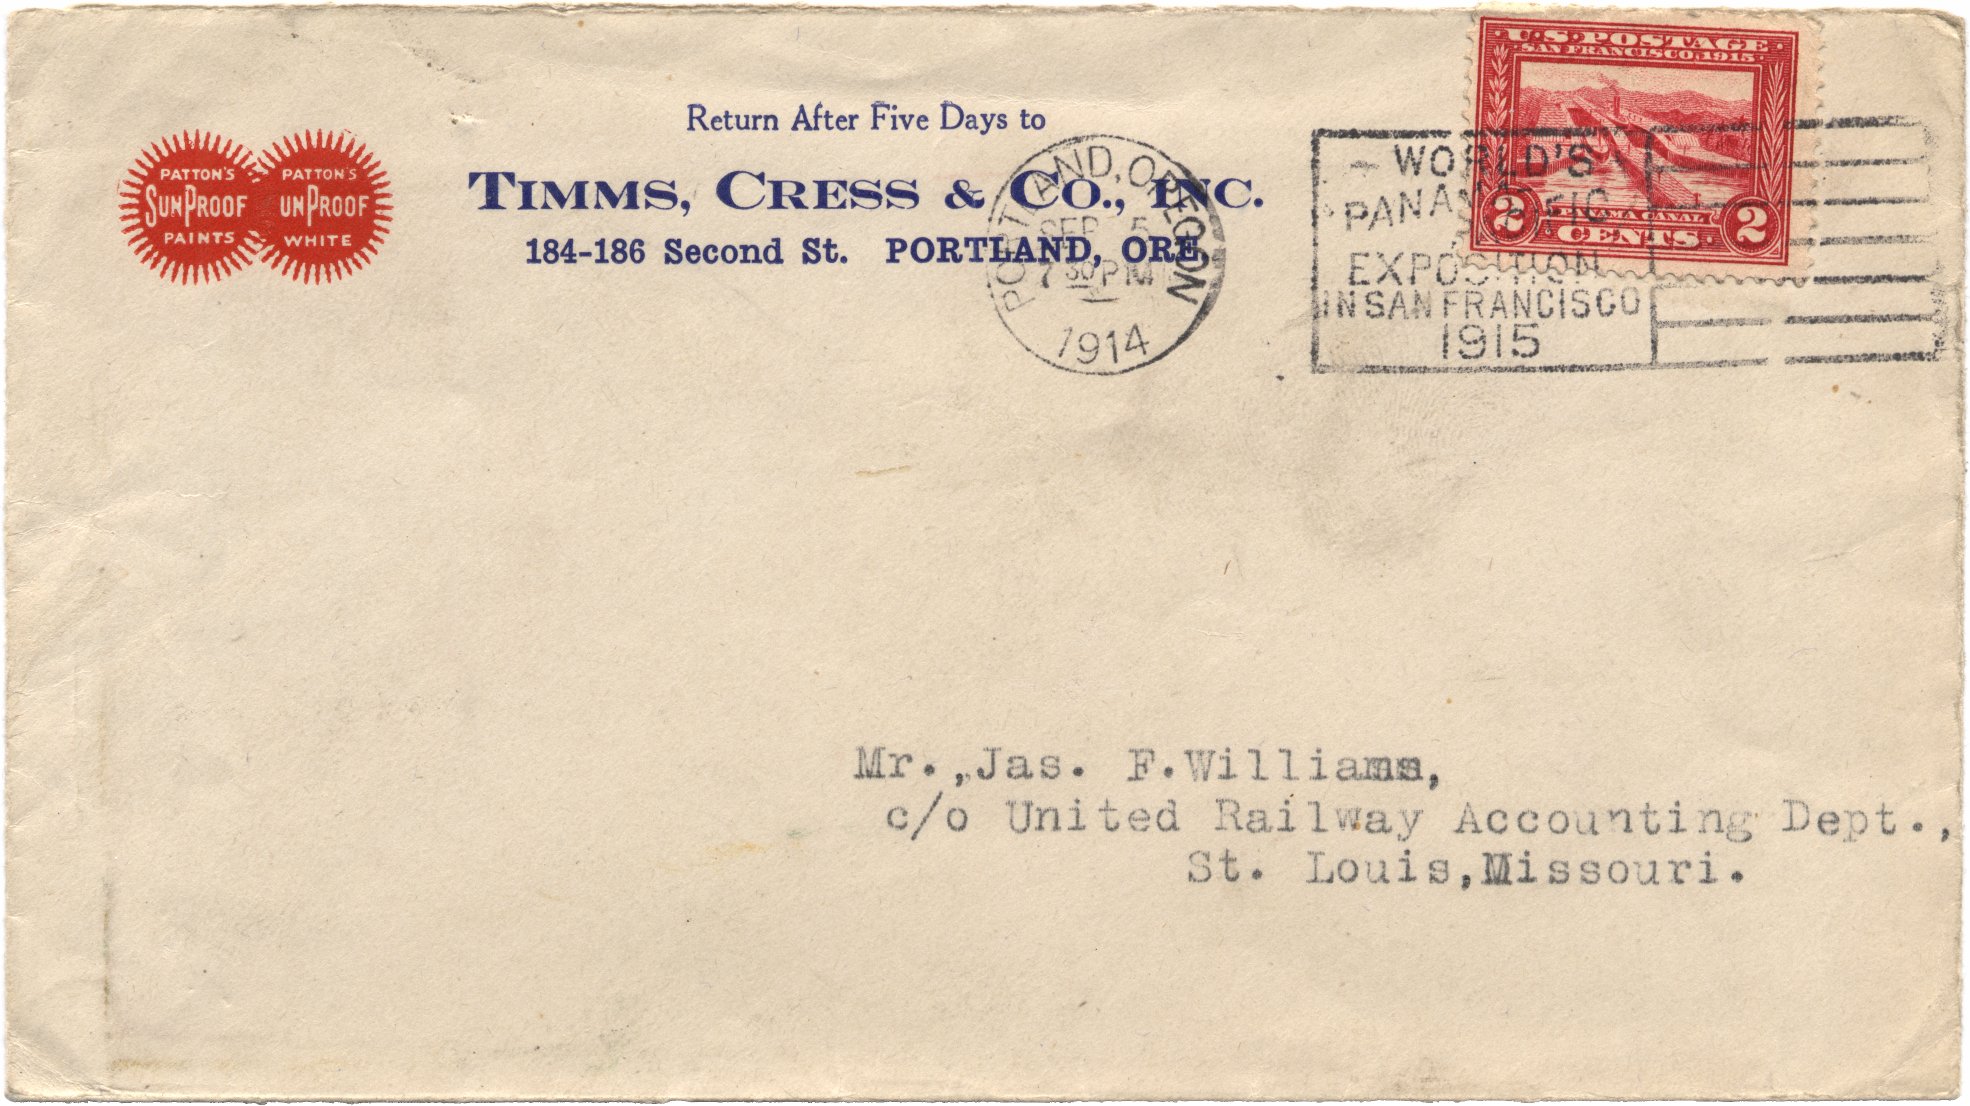 PATTON'S
SUNPROOF
PAINTS
PATTON'S
UNPROOF
WHITE
Return After Five Days to
TIMMS, CRESS & CO., INC.
184-186 Second St. PORTLAND, ORE
PORTLAND, OREGON
SEP 5
7 30 PM
1914
WORLD'S
PANAMA
PACIFIC
EXPOSITION
IN SAN FRANCISCO
1915
U.S. POSTAGE
SAN FRANCISCO, 1915
PANAMA CANAL
2 CENTS 2
Mr.,Jas. F.Williams,
c/o United Railway Accounting Dept.,
St. Louis,Missouri.